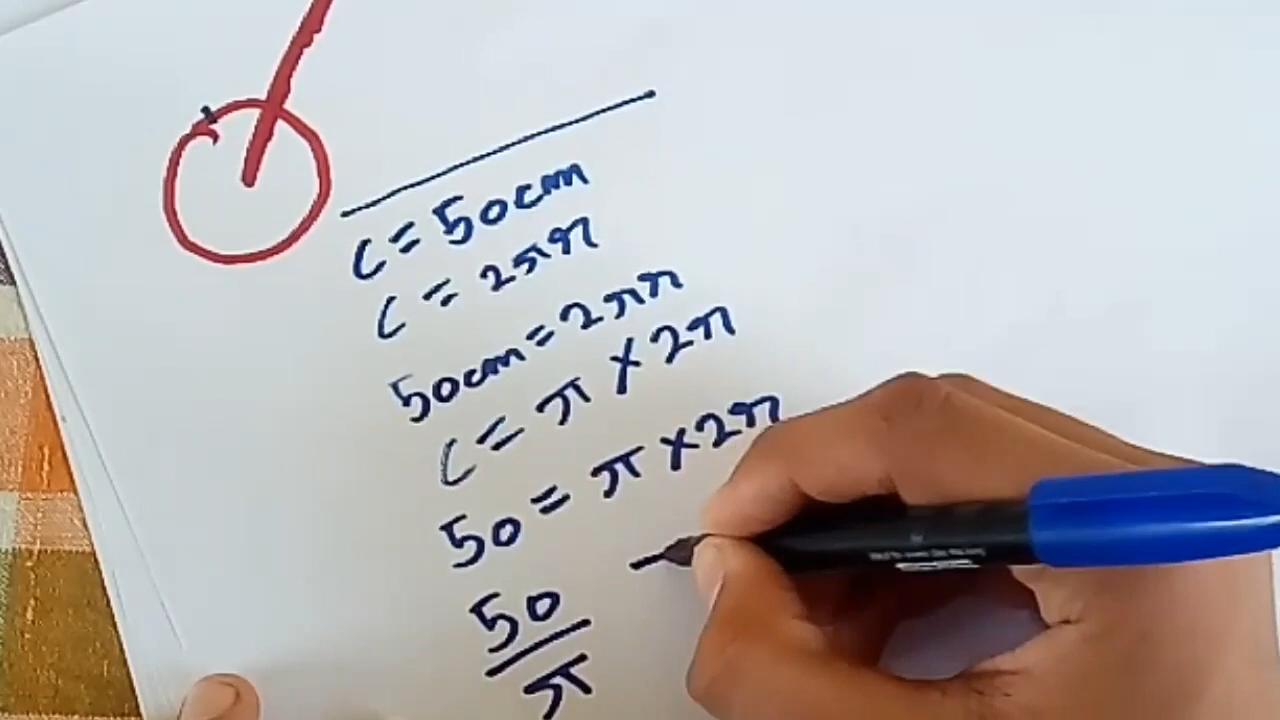 C = 50cm
C = 2πr
50cm = 2πr
C = π × 2r
50 = π × 2r
50/π